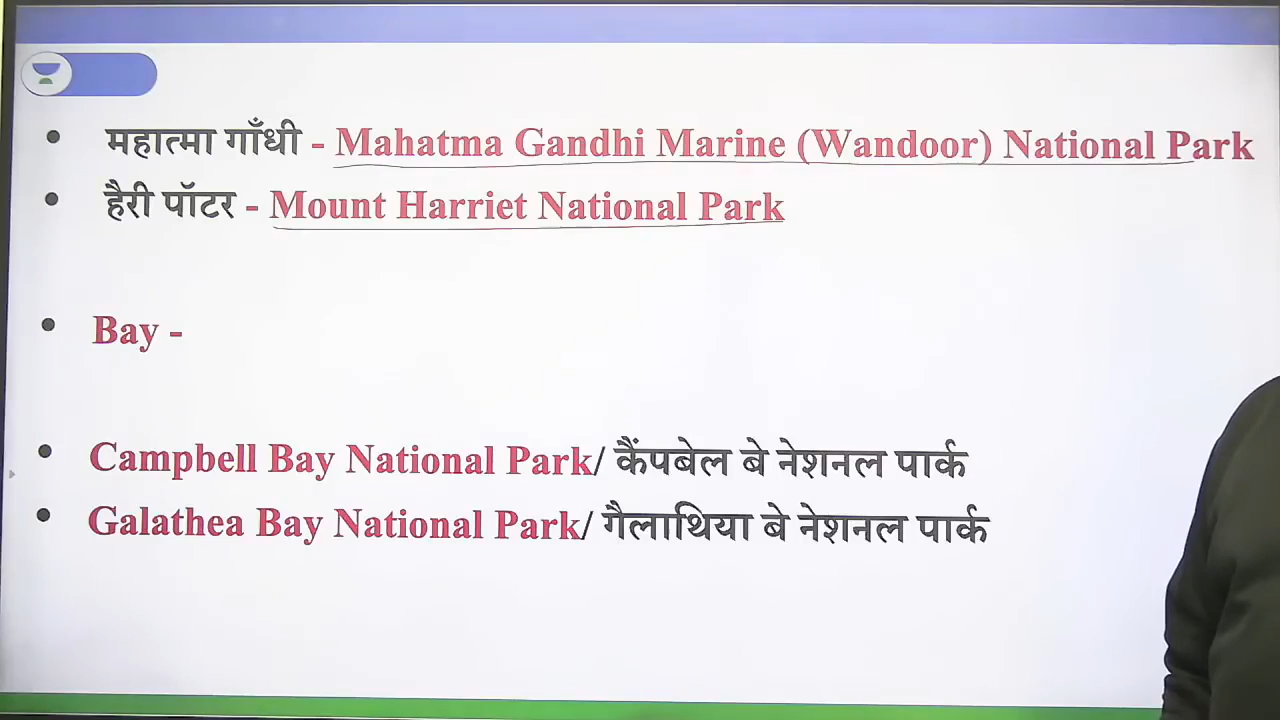 • महात्मा गाँधी - Mahatma Gandhi Marine (Wandoor) National Park
• हैरी पॉटर - Mount Harriet National Park
• Bay -
• Campbell Bay National Park/ कैंपबेल बे नेशनल पार्क
• Galathea Bay National Park/ गैलाथिया बे नेशनल पार्क